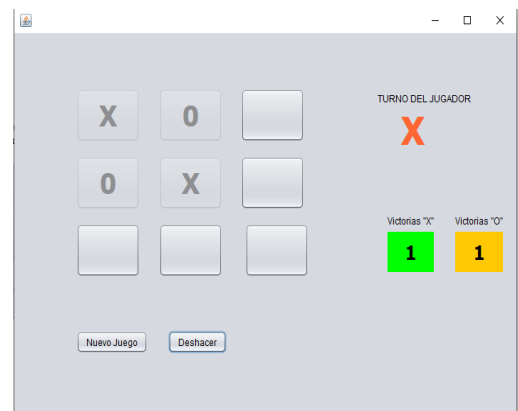 TURNO DEL JUGADOR
X
X 0
0 X
Victorias "X" Victorias "O"
1 1
Nuevo Juego Deshacer